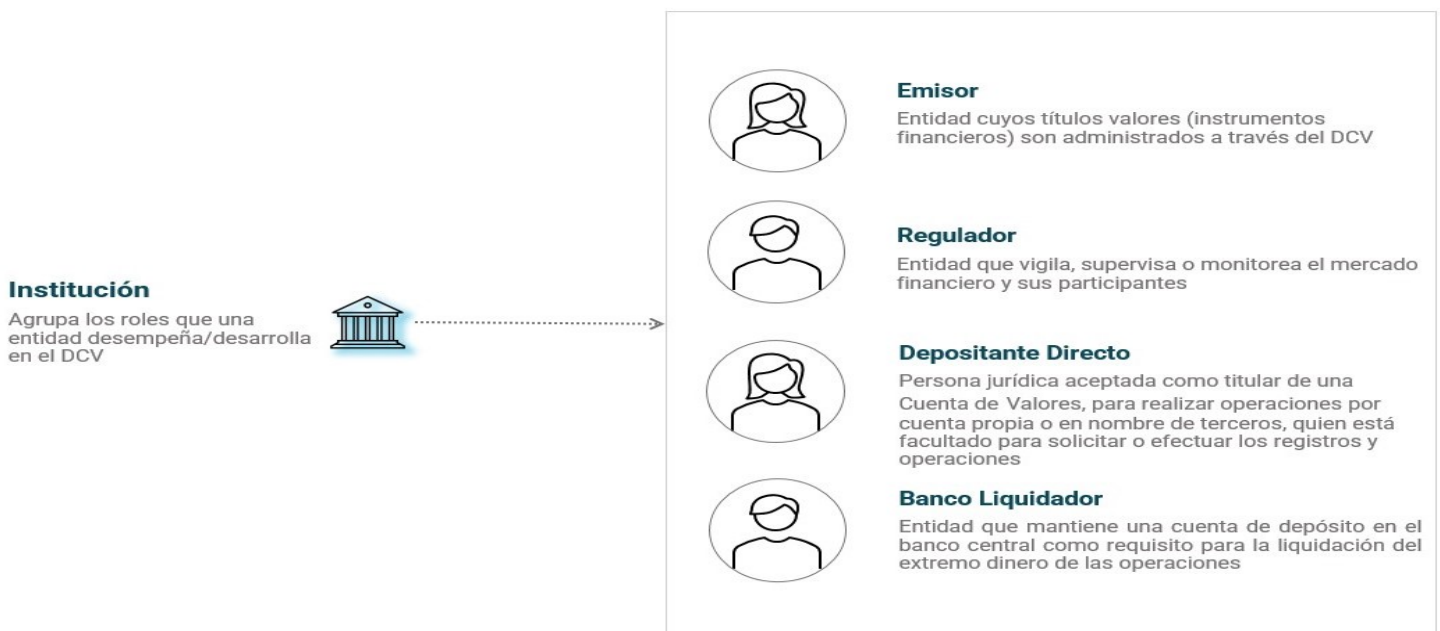 Institución
Agrupa los roles que una
entidad desempeña/desarrolla
en el DCV
Emisor
Entidad cuyos títulos valores (instrumentos
financieros) son administrados a través del DCV
Regulador
Entidad que vigila, supervisa o monitorea el mercado
financiero y sus participantes
Depositante Directo
Persona jurídica aceptada como titular de una
Cuenta de Valores, para realizar operaciones por
cuenta propia o en nombre de terceros, quien está
facultado para solicitar o efectuar los registros y
operaciones
Banco Liquidador
Entidad que mantiene una cuenta de depósito en el
banco central como requisito para la liquidación del
extremo dinero de las operaciones